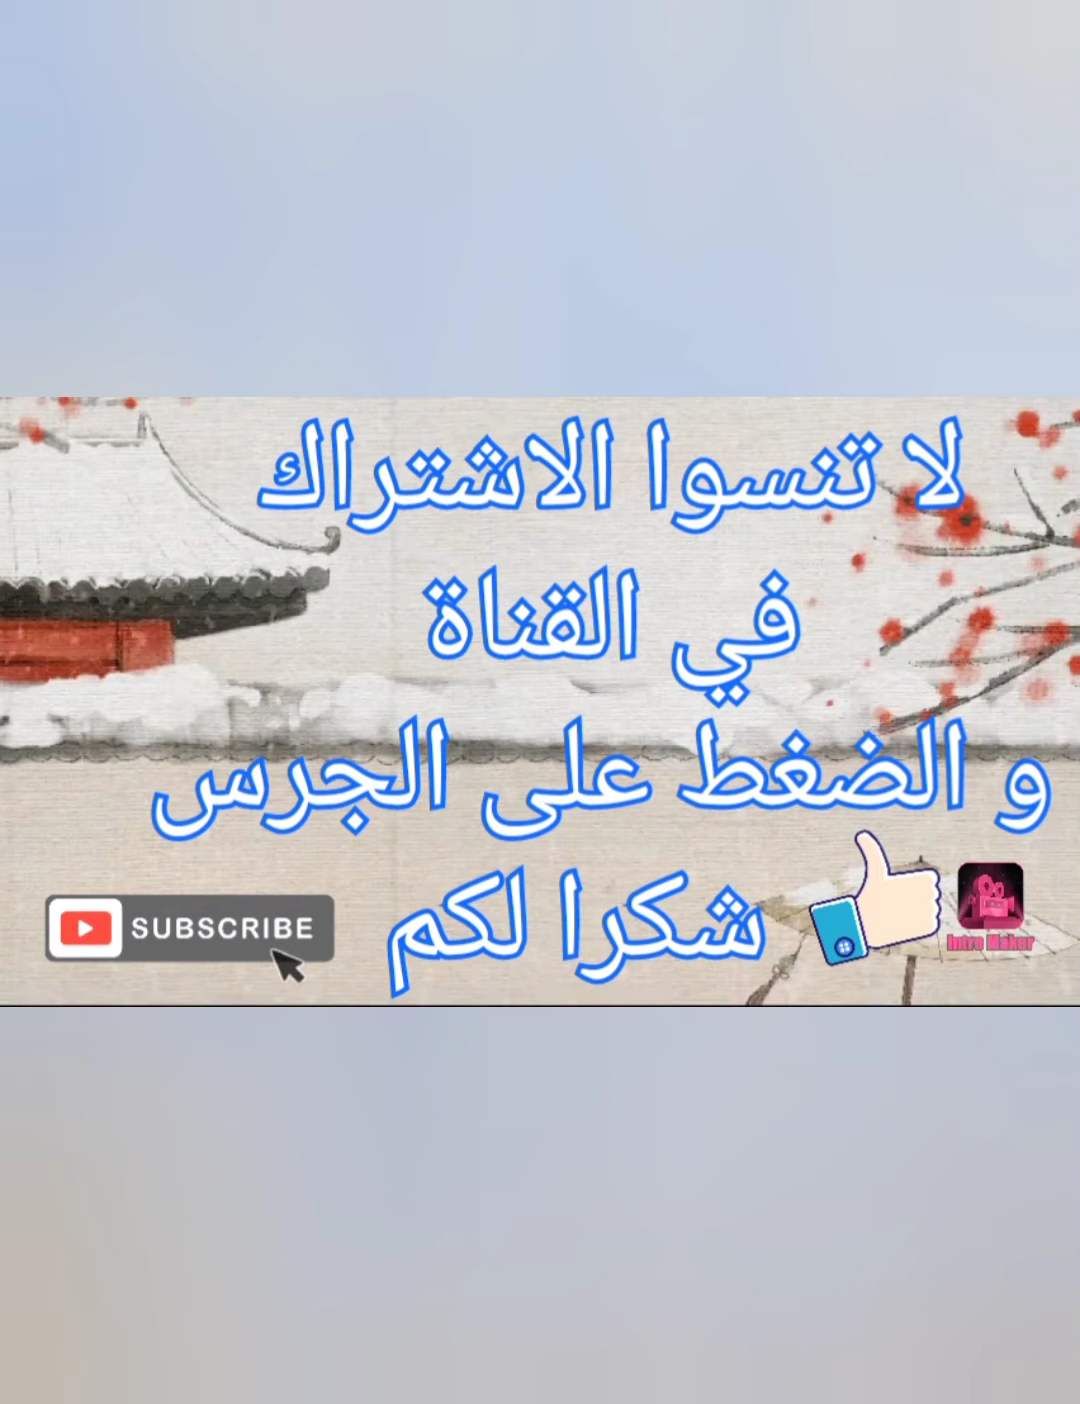 لا تنسوا الاشتراك
في القناة
و الضغط على الجرس
شكرا لكم
SUBSCRIBE
Intro Maker